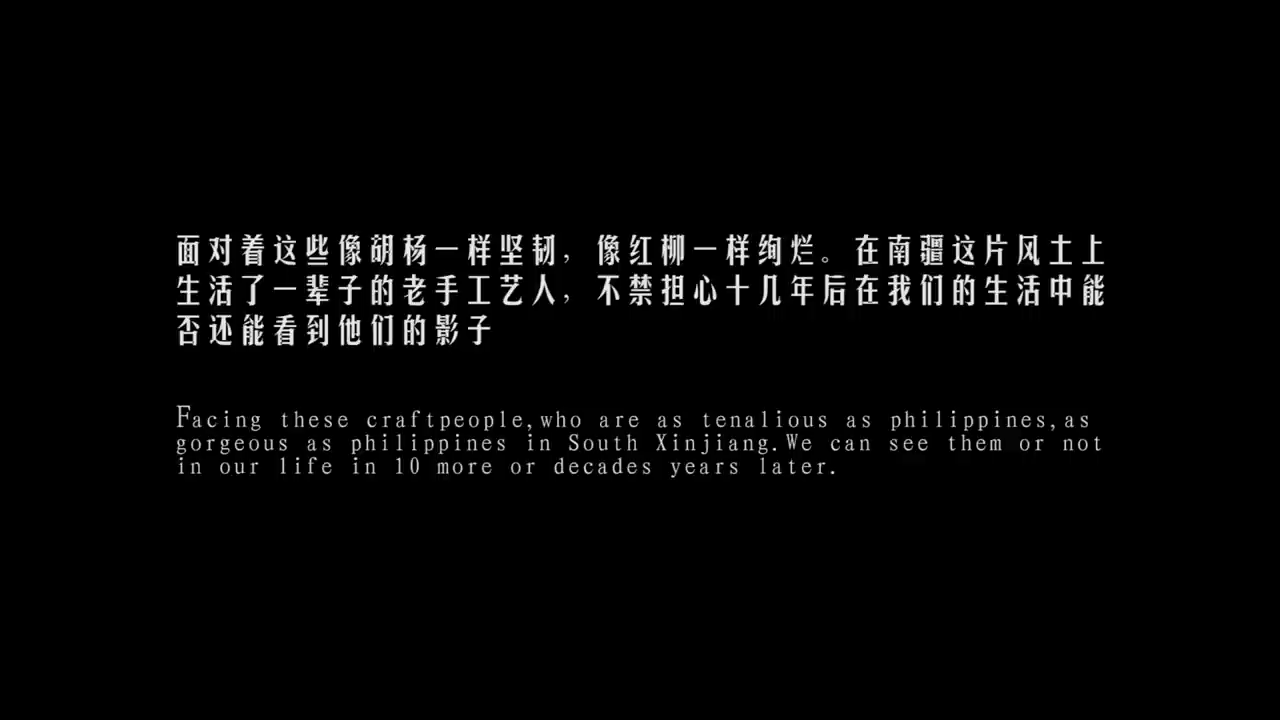 面对着这些像胡杨一样坚韧，像红柳一样绚烂。在南疆这片风土上
生活了一辈子的老手工艺人，不禁担心十几年后在我们的生活中能
否还能看到他们的影子
Facing these craftpeople,who are as tenalious as philippines,as
gorgeous as philippines in South Xinjiang.We can see them or not
in our life in 10 more or decades years later.